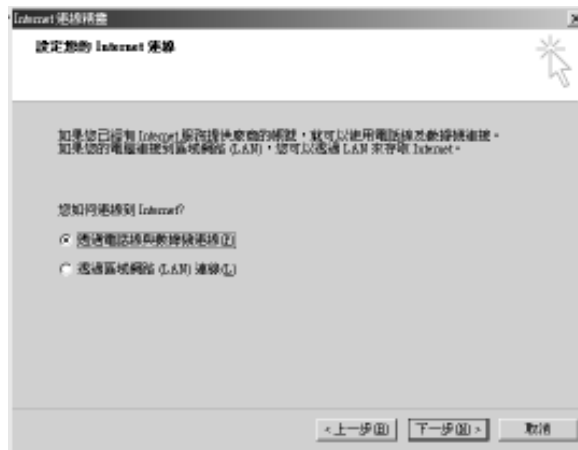 Internet 連線精靈
設定您的 Internet 連線
如果您已經有 Internet 服務提供廠商的帳號，就可以使用電話線及數據機連接。
如果您的電腦連接到區域網路 (LAN)，您可以透過 LAN 來存取 Internet。
您如何連線到 Internet?
透過電話線與數據機連線(P)
透過區域網路 (LAN) 連線(L)
<上一步(B) 下一步(N)> 取消